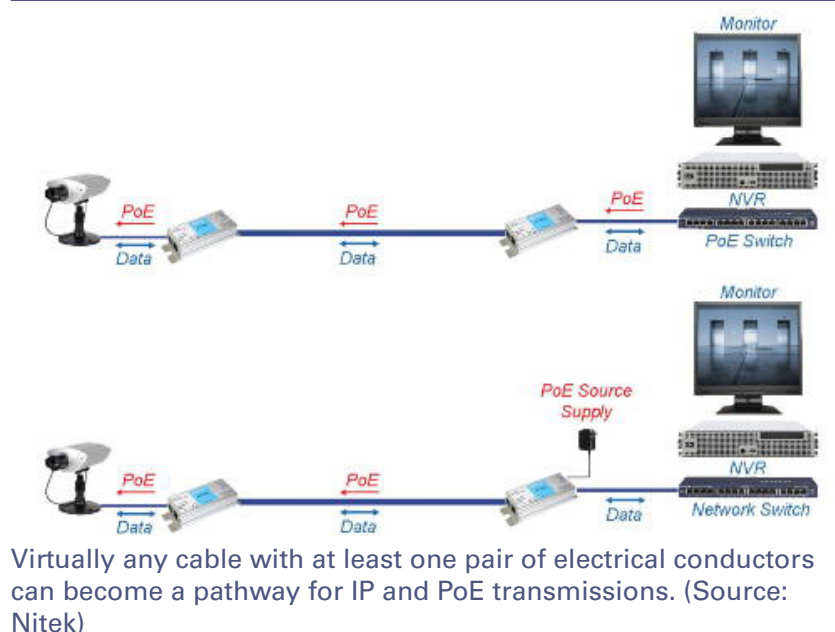 Monitor
NVR
PoE
PoE
PoE
Data
Data
Data
PoE Switch
Monitor
PoE Source
Supply
NVR
PoE
PoE
Data
Data
Data
Network Switch
Virtually any cable with at least one pair of electrical conductors
can become a pathway for IP and PoE transmissions. (Source:
Nitek)